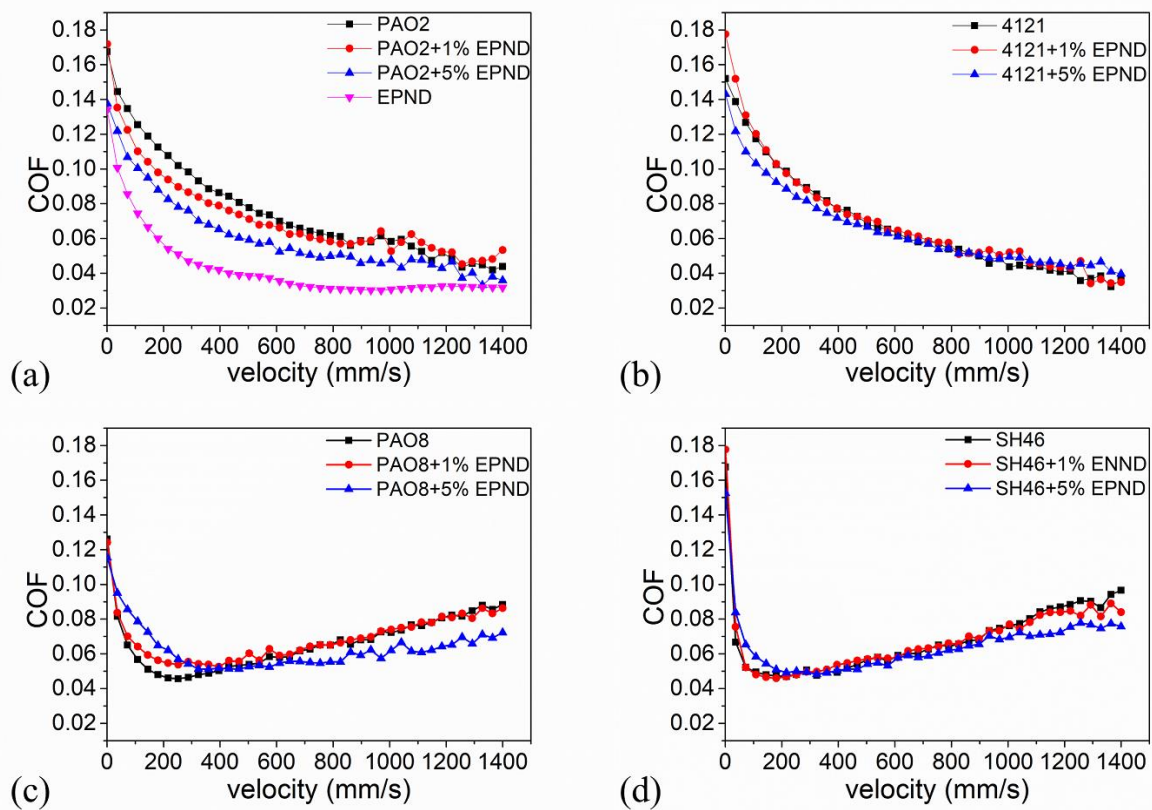 PAO2
PAO2+1% EPND
PAO2+5% EPND
EPND
COF
0.18
0.16
0.14
0.12
0.10
0.08
0.06
0.04
0.02
0 200 400 600 800 1000 1200 1400
velocity (mm/s)
(a)
4121
4121+1% EPND
4121+5% EPND
COF
0.18
0.16
0.14
0.12
0.10
0.08
0.06
0.04
0.02
0 200 400 600 800 1000 1200 1400
velocity (mm/s)
(b)
PAO8
PAO8+1% EPND
PAO8+5% EPND
COF
0.18
0.16
0.14
0.12
0.10
0.08
0.06
0.04
0.02
0 200 400 600 800 1000 1200 1400
velocity (mm/s)
(c)
SH46
SH46+1% ENND
SH46+5% EPND
COF
0.18
0.16
0.14
0.12
0.10
0.08
0.06
0.04
0.02
0 200 400 600 800 1000 1200 1400
velocity (mm/s)
(d)